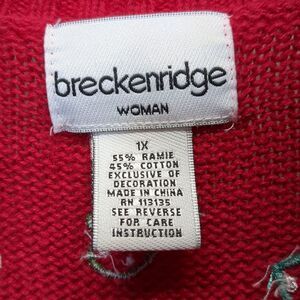 breckenridge
WOMAN
1X
55% RAMIE
45% COTTON
EXCLUSIVE OF
DECORATION
MADE IN CHINA
RN 113135
SEE REVERSE
FOR CARE
INSTRUCTION